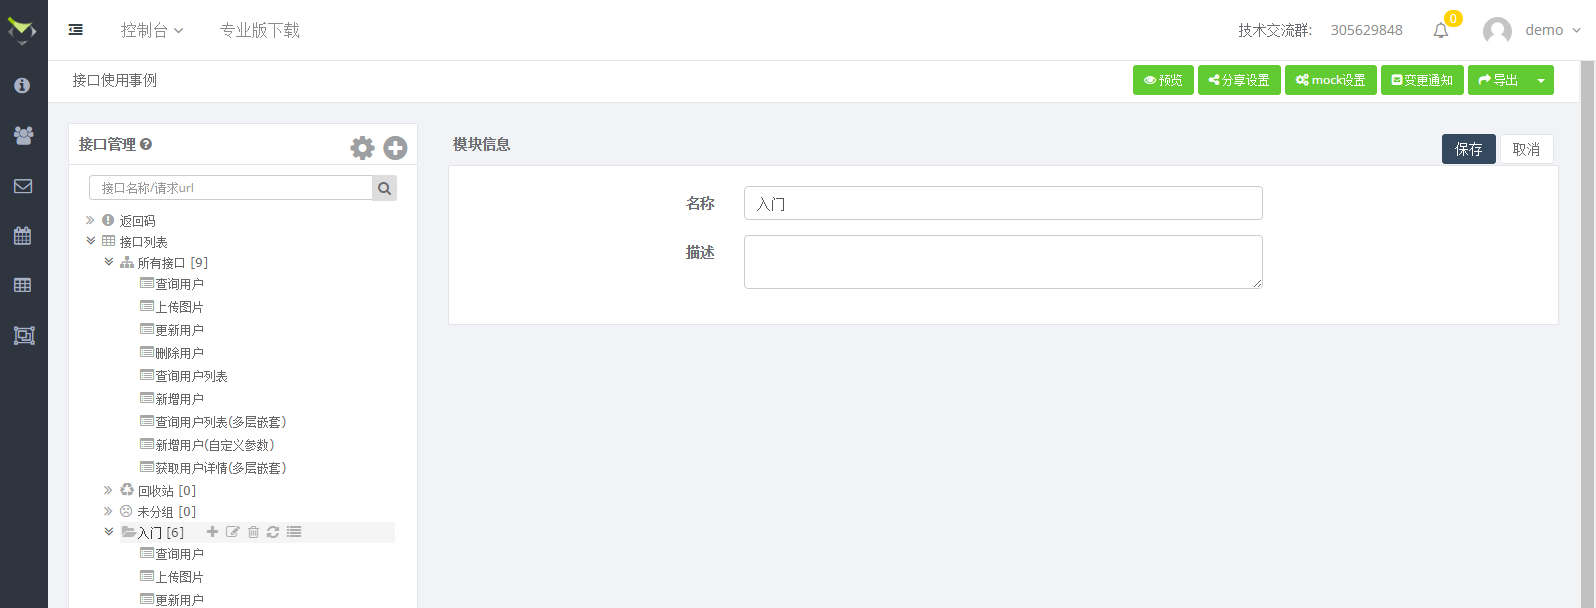 控制台 专业版下载 技术交流群: 305629848 0 demo
接口使用事例 预览 分享设置 mock设置 变更通知 导出
接口管理
接口名称/请求url
返回码
接口列表
所有接口 [9]
查询用户
上传图片
更新用户
删除用户
查询用户列表
新增用户
查询用户列表(多层嵌套)
新增用户(自定义参数)
获取用户详情(多层嵌套)
回收站 [0]
未分组 [0]
入门 [6]
查询用户
上传图片
更新用户
模块信息 保存 取消
名称 入门
描述